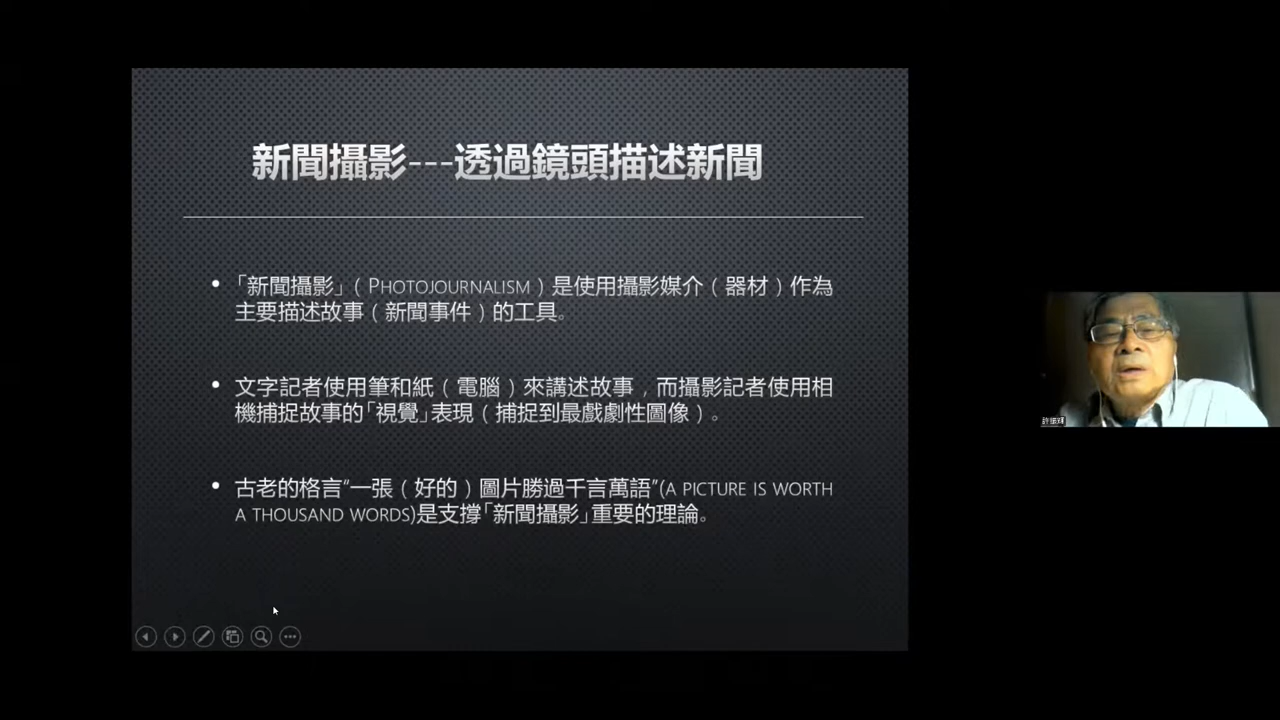 新聞攝影---透過鏡頭描述新聞
•「新聞攝影」（PHOTOJOURNALISM）是使用攝影媒介（器材）作為
主要描述故事（新聞事件）的工具。
• 文字記者使用筆和紙（電腦）來講述故事，而攝影記者使用相
機捕捉故事的「視覺」表現（捕捉到最戲劇性圖像）。
• 古老的格言“一張（好的）圖片勝過千言萬語”(A PICTURE IS WORTH
A THOUSAND WORDS)是支撐「新聞攝影」重要的理論。